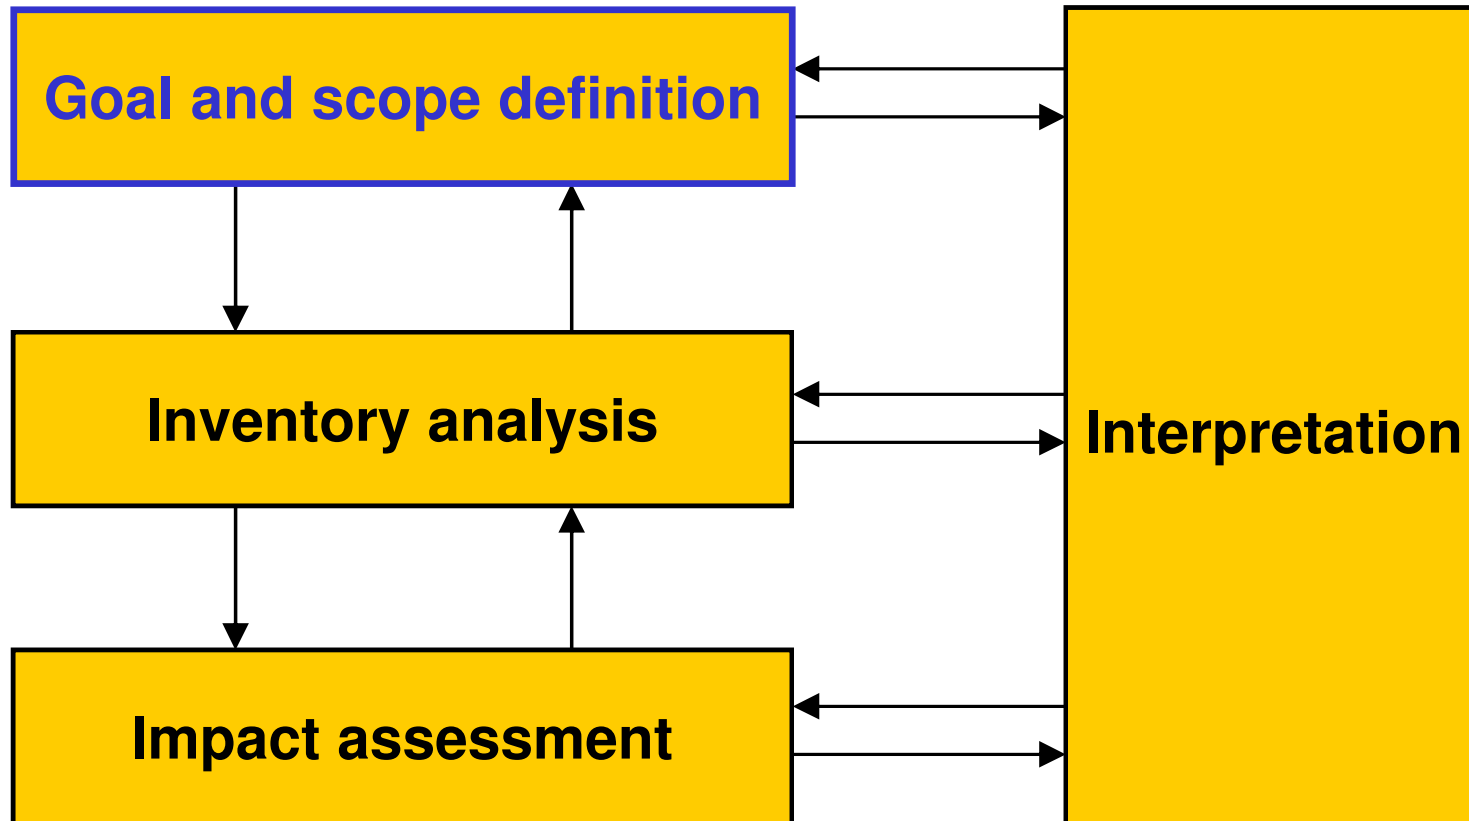 Goal and scope definition
Inventory analysis
Interpretation
Impact assessment